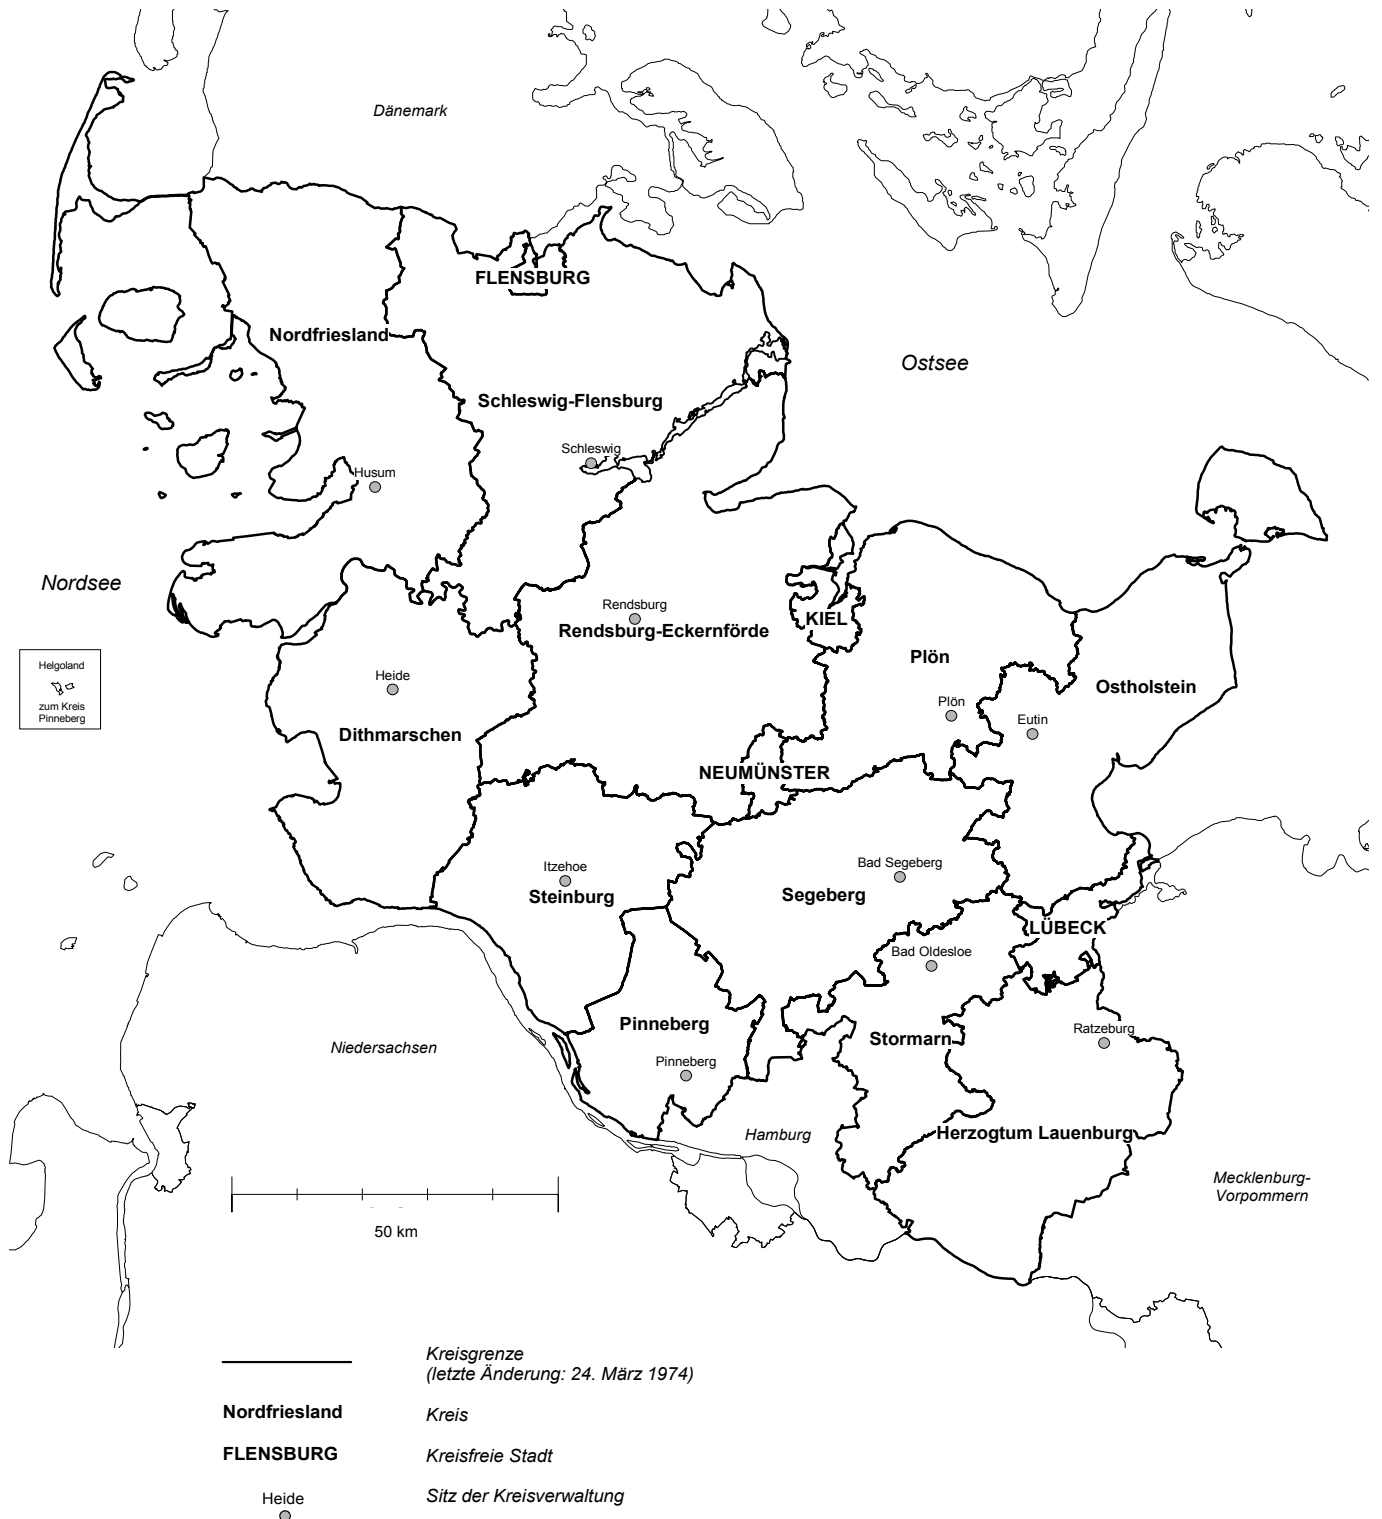 Dänemark
FLENSBURG
Nordfriesland
Ostsee
Schleswig-Flensburg
Schleswig
Husum
Nordsee
Rendsburg
KIEL
Rendsburg-Eckernförde
Plön
Helgoland
zum Kreis
Pinneberg
Heide
Ostholstein
Plön
Eutin
Dithmarschen
NEUMÜNSTER
Itzehoe
Steinburg
Bad Segeberg
Segeberg
LÜBECK
Bad Oldesloe
Pinneberg
Ratzeburg
Stormarn
Niedersachsen
Pinneberg
Hamburg
Herzogtum Lauenburg
Mecklenburg-
Vorpommern
50 km
Kreisgrenze
(letzte Änderung: 24. März 1974)
Nordfriesland Kreis
FLENSBURG Kreisfreie Stadt
Heide Sitz der Kreisverwaltung